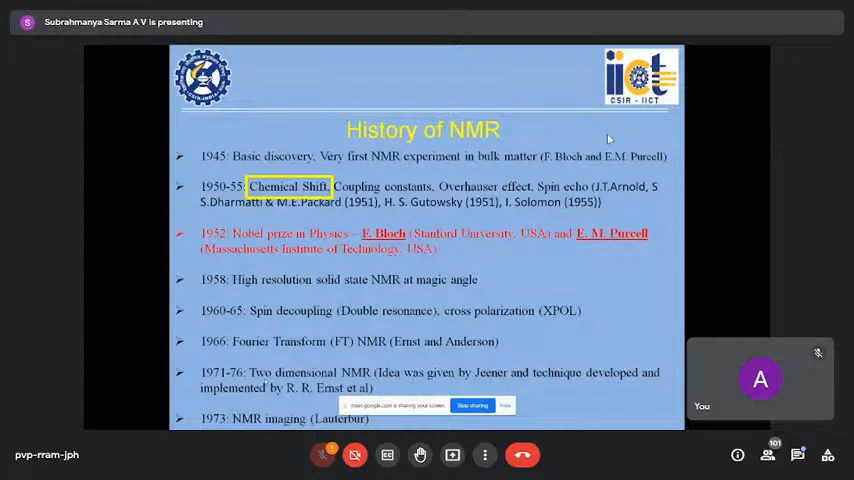 Subrahmanya Sarma A V is presenting
CSIR-INDIA
iict
CSIR - IICT
History of NMR
1945: Basic discovery. Very first NMR experiment in bulk matter (F. Bloch and E.M. Purcell)
1950-55: Chemical Shift. Coupling constants. Overhauser effect. Spin echo (J.T.Arnold, S
S.Dharmatti & M.E.Packard (1951), H. S. Gutowsky (1951), I. Solomon (1955))
1952: Nobel prize in Physics – F. Bloch (Stanford University, USA) and E. M. Purcell
(Massachusetts Institute of Technology, USA)
1958: High resolution solid state NMR at magic angle
1960-65: Spin decoupling (Double resonance), cross polarization (XPOL)
1966: Fourier Transform (FT) NMR (Ernst and Anderson)
1971-76: Two dimensional NMR (Idea was given by Jeener and technique developed and
implemented by R. R. Ernst et al)
meet.google.com is sharing your screen. Stop sharing Hide
1973: NMR imaging (Lauterbur)
A
You
pvp-rram-jph
101